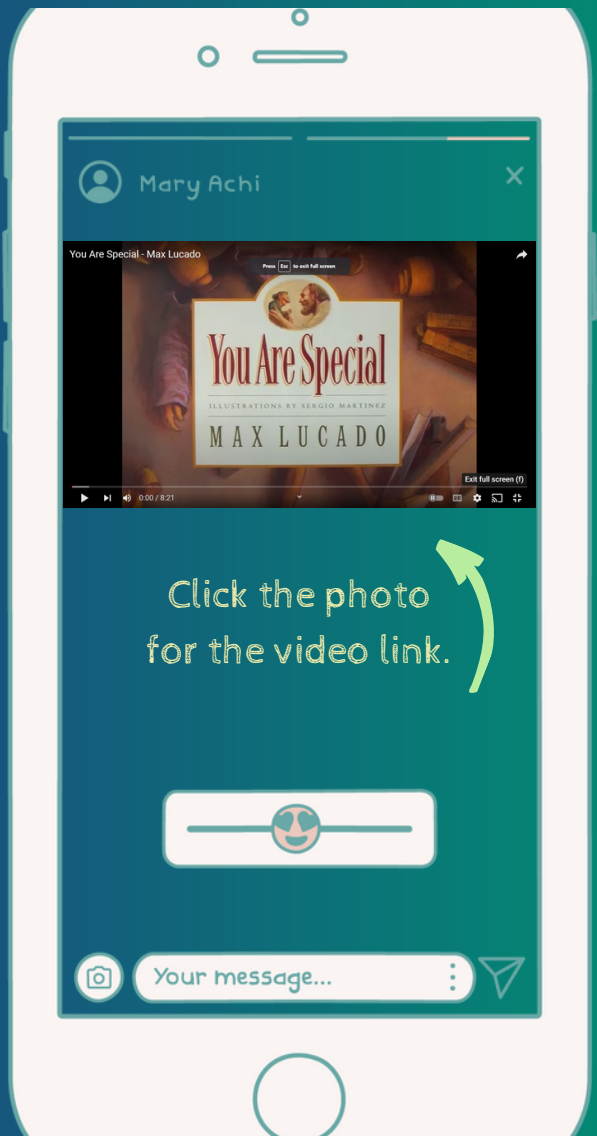 Mary Achi
You Are Special - Max Lucado
Press Esc to exit full screen
You Are Special
ILLUSTRATIONS BY SERGIO MARTINEZ
MAX LUCADO
Exit full screen (f)
0:00 / 8:21
Click the photo
for the video link.
Your message...